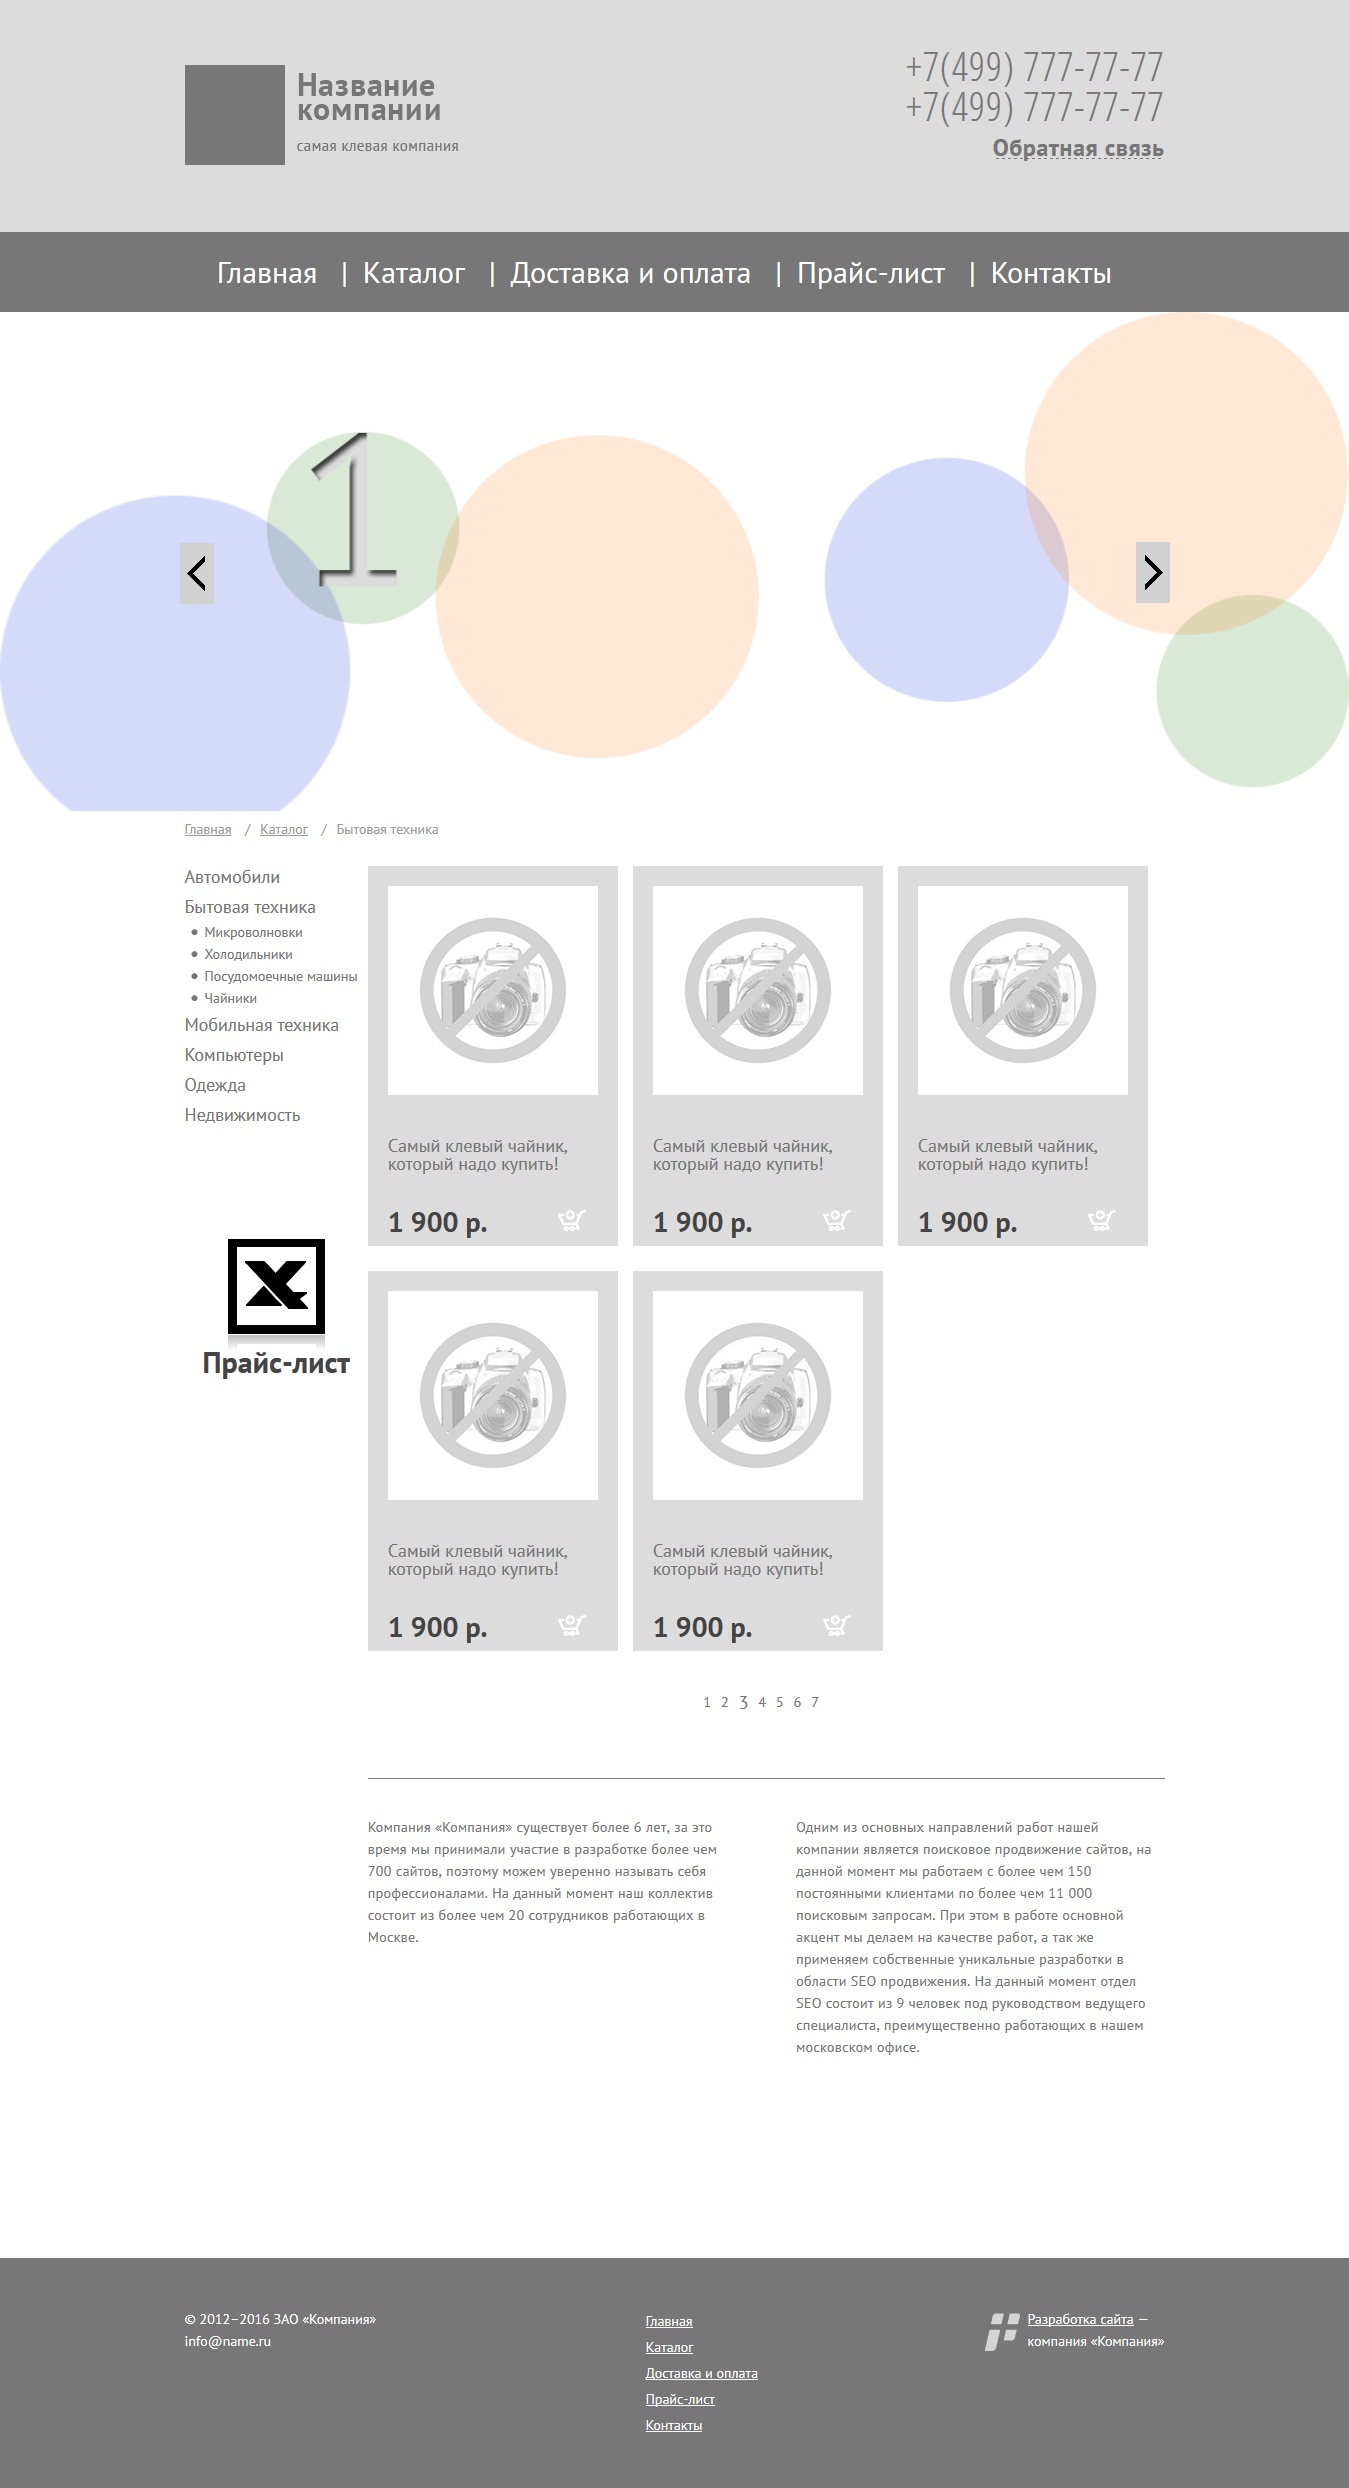 Название
компании
самая клевая компания
+7(499) 777-77-77
+7(499) 777-77-77
Обратная связь
Главная | Каталог | Доставка и оплата | Прайс-лист | Контакты
1
Главная / Каталог / Бытовая техника
Автомобили
Бытовая техника
• Микроволновки
• Холодильники
• Посудомоечные машины
• Чайники
Мобильная техника
Компьютеры
Одежда
Недвижимость
Прайс-лист
Самый клевый чайник,
который надо купить!
1 900 р.
Самый клевый чайник,
который надо купить!
1 900 р.
Самый клевый чайник,
который надо купить!
1 900 р.
Самый клевый чайник,
который надо купить!
1 900 р.
Самый клевый чайник,
который надо купить!
1 900 р.
1 2 3 4 5 6 7
Компания «Компания» существует более 6 лет, за это
время мы принимали участие в разработке более чем
700 сайтов, поэтому можем уверенно называть себя
профессионалами. На данный момент наш коллектив
состоит из более чем 20 сотрудников работающих в
Москве.
Одним из основных направлений работ нашей
компании является поисковое продвижение сайтов, на
данной момент мы работаем с более чем 150
постоянными клиентами по более чем 11 000
поисковым запросам. При этом в работе основной
акцент мы делаем на качестве работ, а так же
применяем собственные уникальные разработки в
области SEO продвижения. На данный момент отдел
SEO состоит из 9 человек под руководством ведущего
специалиста, преимущественно работающих в нашем
московском офисе.
© 2012–2016 ЗАО «Компания»
info@name.ru
Главная
Каталог
Доставка и оплата
Прайс-лист
Контакты
Разработка сайта —
компания «Компания»